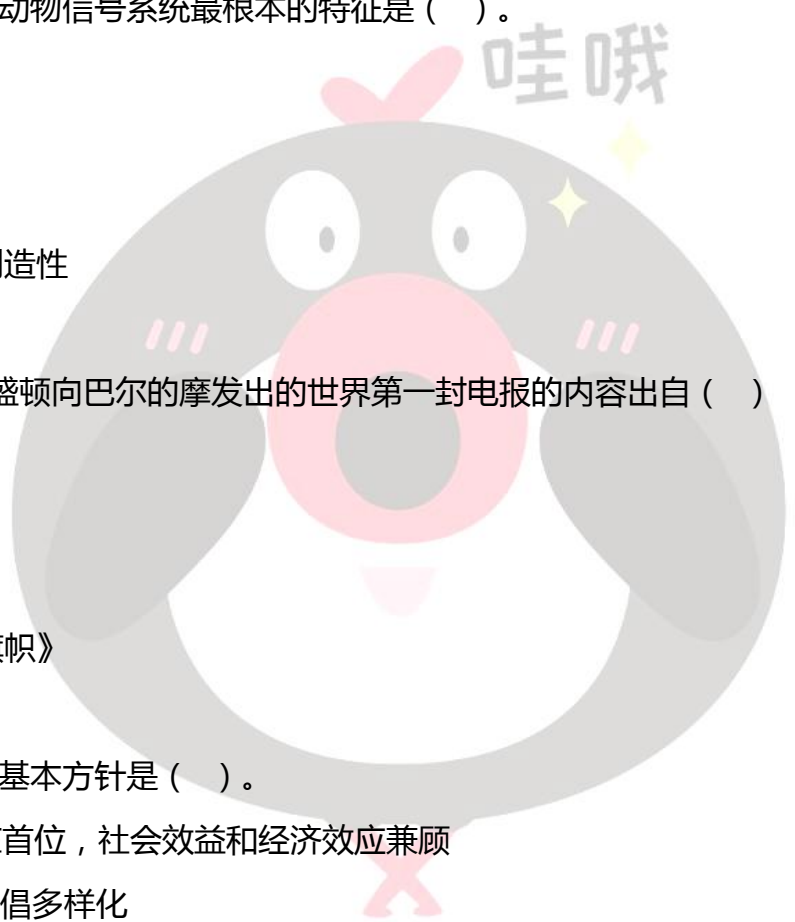 动物信号系统最根本的特征是（ ）。
哇哦
创造性
盛顿向巴尔的摩发出的世界第一封电报的内容出自（ ）
旗帜》
基本方针是（ ）。
首位，社会效益和经济效应兼顾
倡多样化